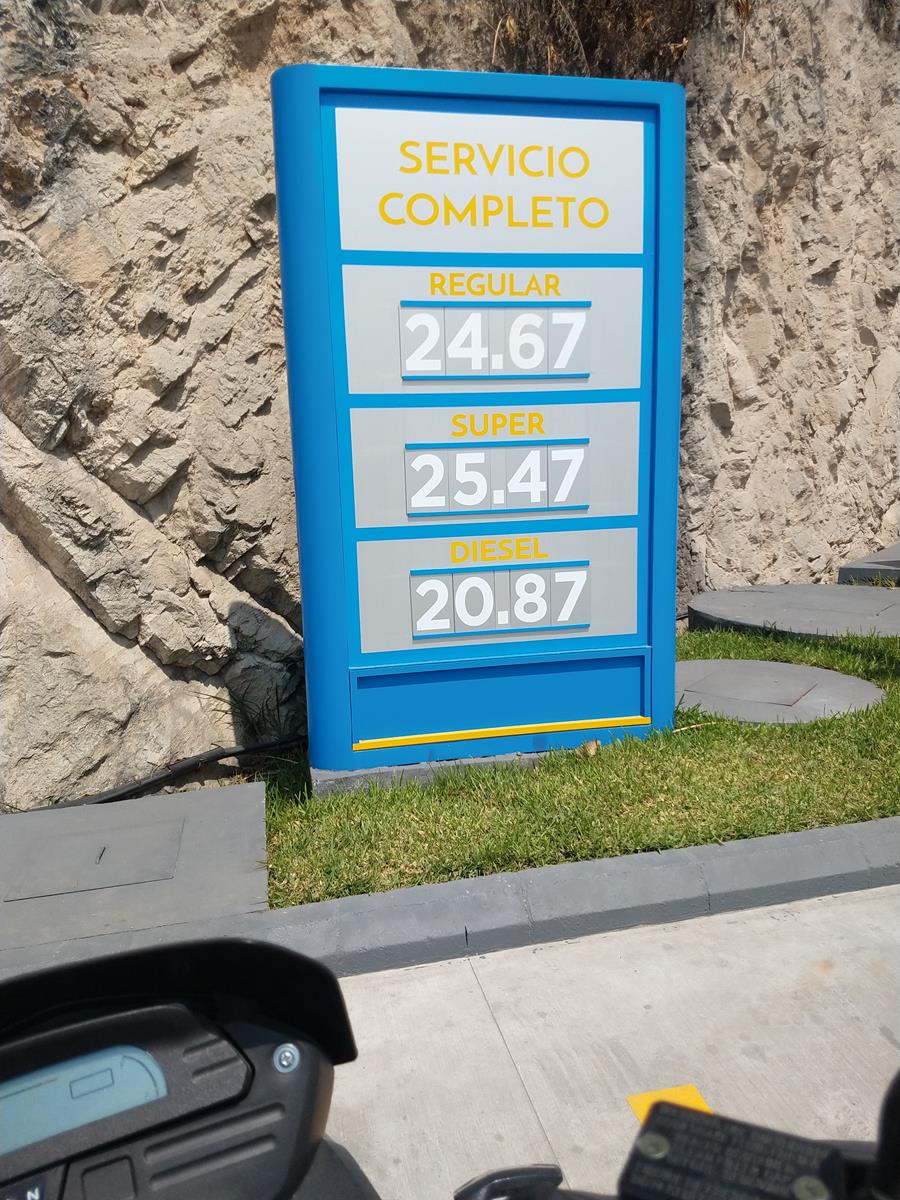 SERVICIO
COMPLETO
REGULAR
24.67
SUPER
25.47
DIESEL
20.87
N